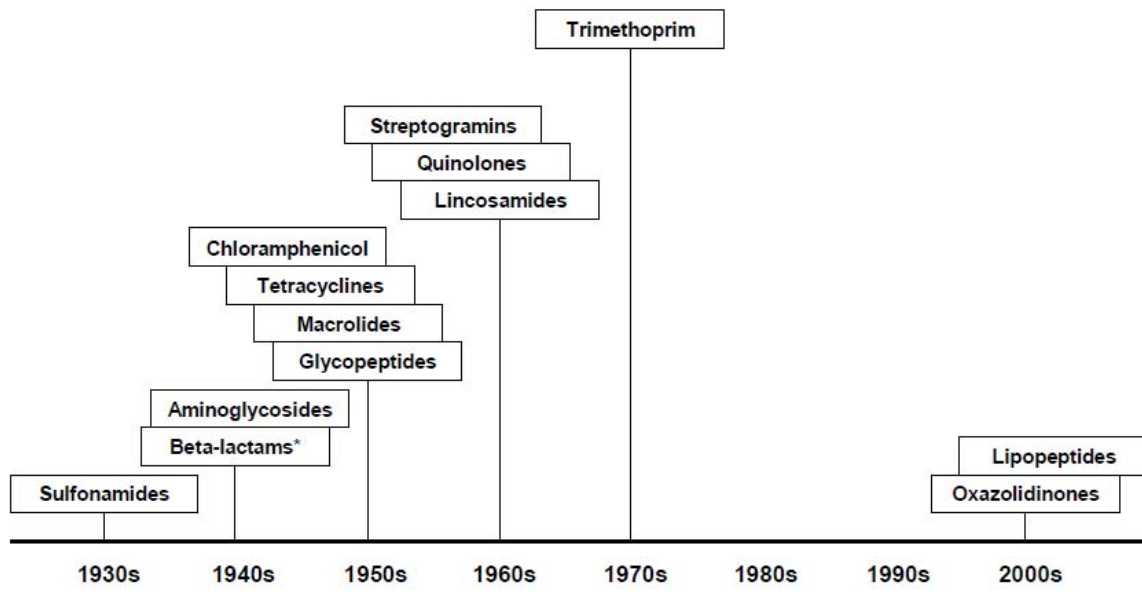 Trimethoprim
Streptogramins
Quinolones
Lincosamides
Chloramphenicol
Tetracyclines
Macrolides
Glycopeptides
Aminoglycosides
Beta-lactams*
Lipopeptides
Sulfonamides
Oxazolidinones
1930s 1940s 1950s 1960s 1970s 1980s 1990s 2000s